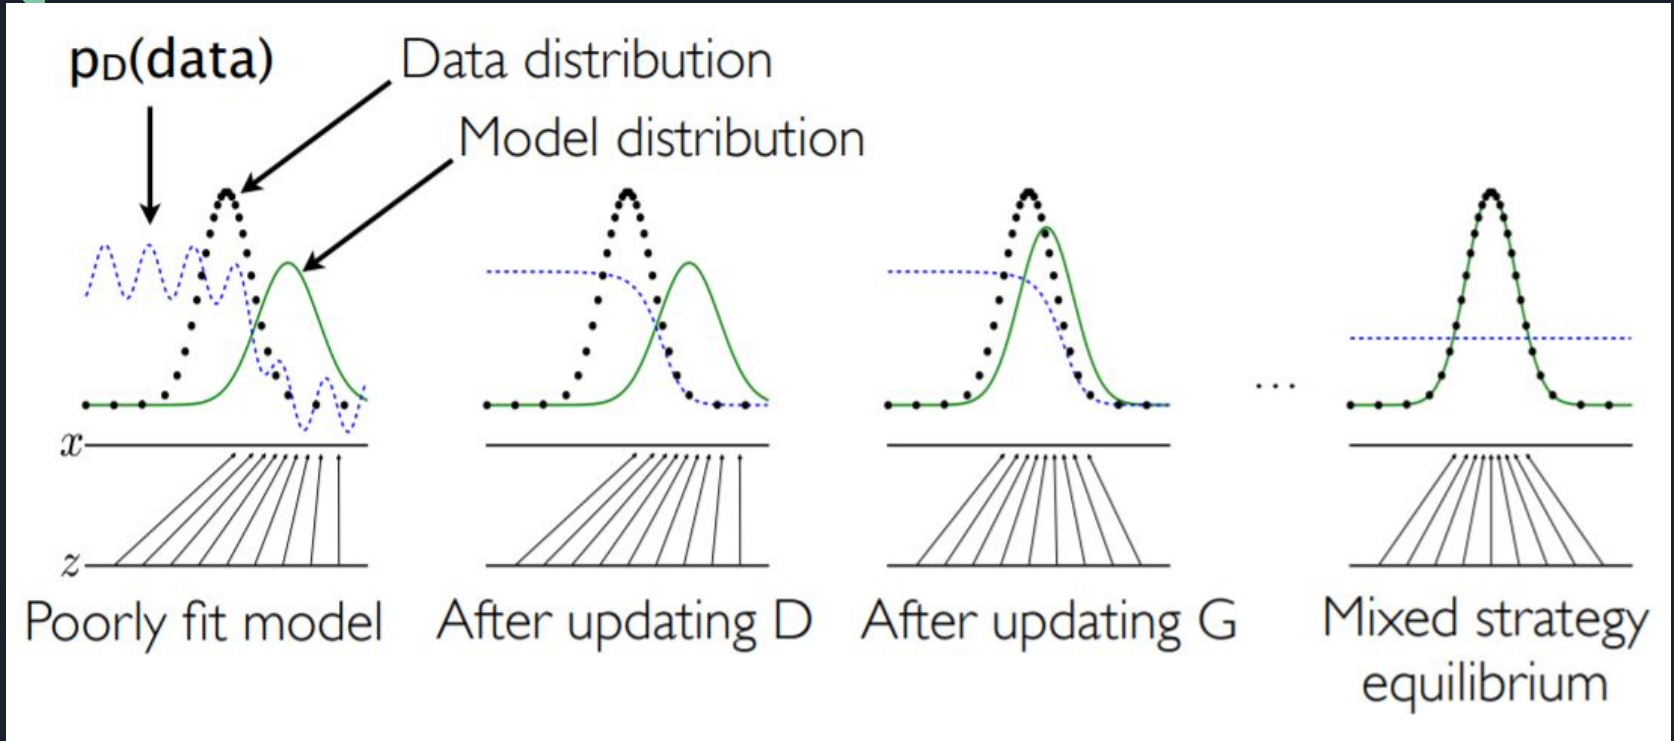 pD(data)
Data distribution
Model distribution
...
x
z
Poorly fit model
After updating D
After updating G
Mixed strategy
equilibrium